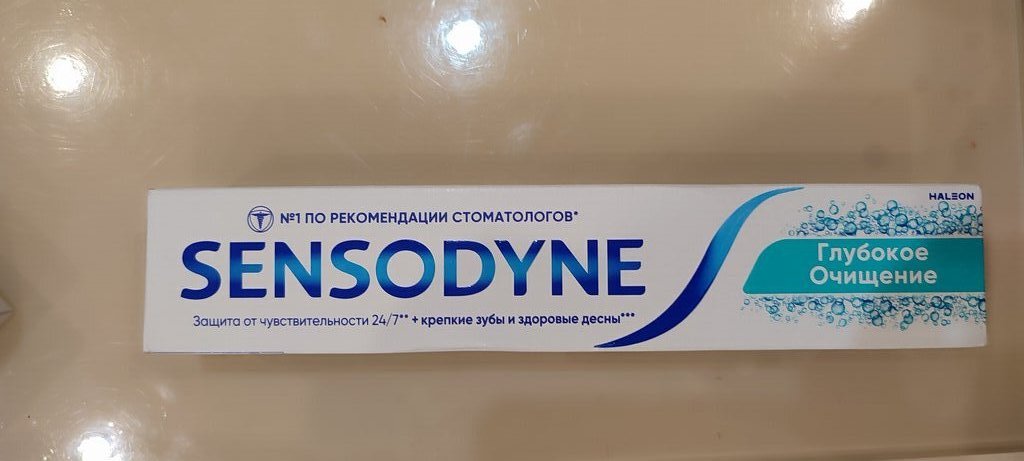 №1 ПО РЕКОМЕНДАЦИИ СТОМАТОЛОГОВ*
SENSODYNE
Защита от чувствительности 24/7** + крепкие зубы и здоровые десны***
HALEON
Глубокое
Очищение